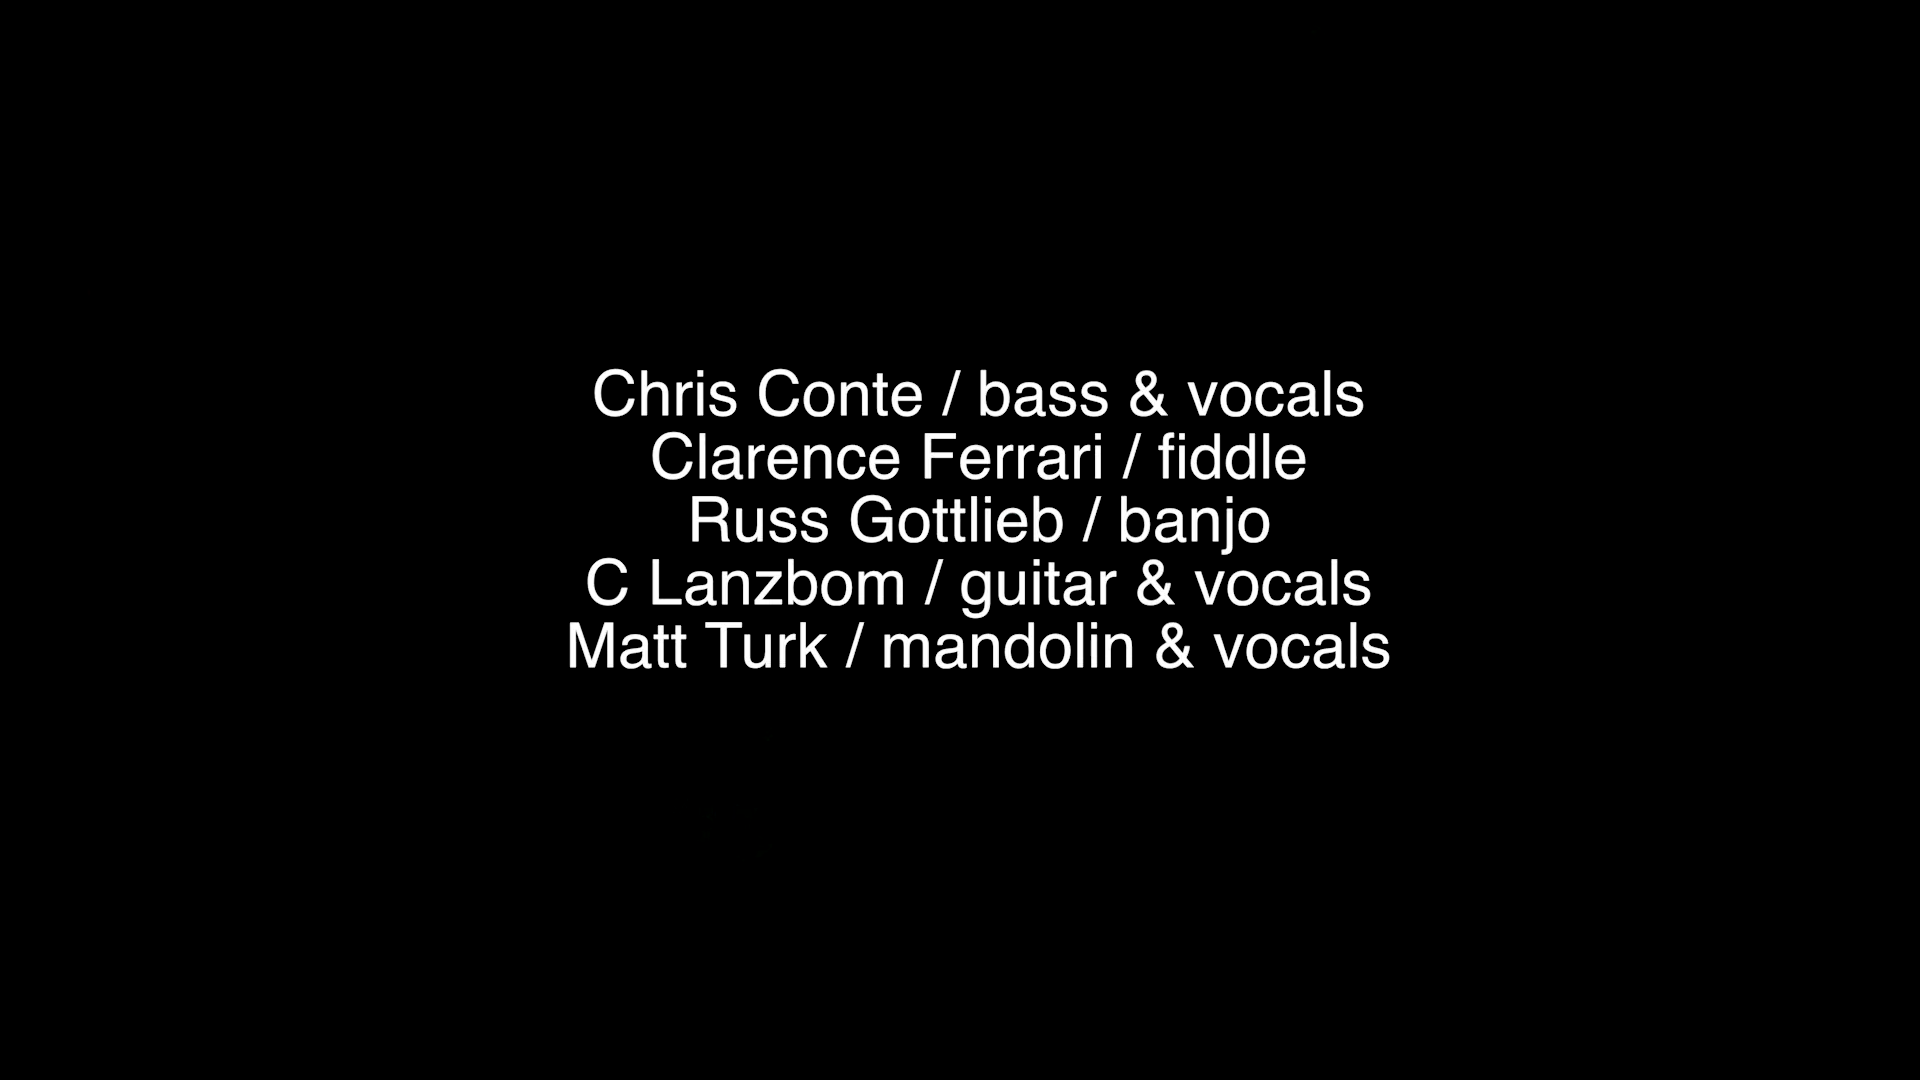 Chris Conte / bass & vocals
Clarence Ferrari / fiddle
Russ Gottlieb / banjo
C Lanzbom / guitar & vocals
Matt Turk / mandolin & vocals